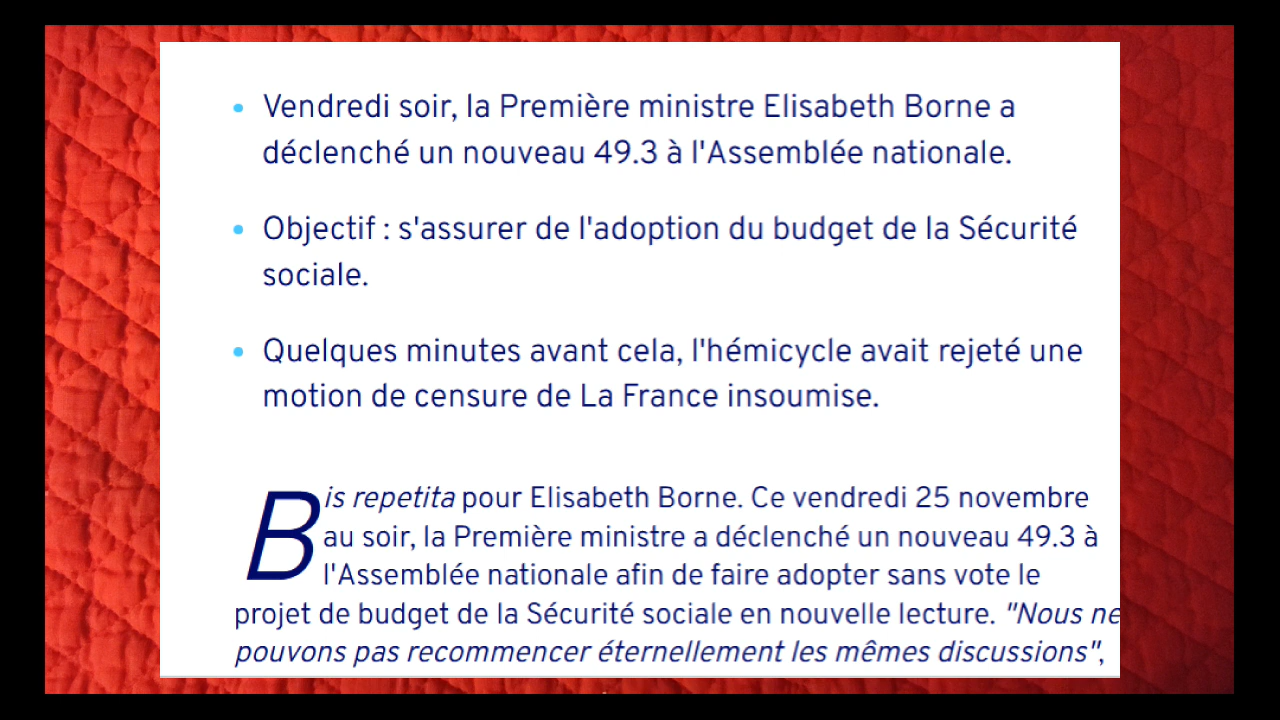 Vendredi soir, la Première ministre Elisabeth Borne a
déclenché un nouveau 49.3 à l'Assemblée nationale.
Objectif : s'assurer de l'adoption du budget de la Sécurité
sociale.
Quelques minutes avant cela, l'hémicycle avait rejeté une
motion de censure de La France insoumise.
Bis repetita pour Elisabeth Borne. Ce vendredi 25 novembre
au soir, la Première ministre a déclenché un nouveau 49.3 à
l'Assemblée nationale afin de faire adopter sans vote le
projet de budget de la Sécurité sociale en nouvelle lecture. "Nous ne
pouvons pas recommencer éternellement les mêmes discussions",